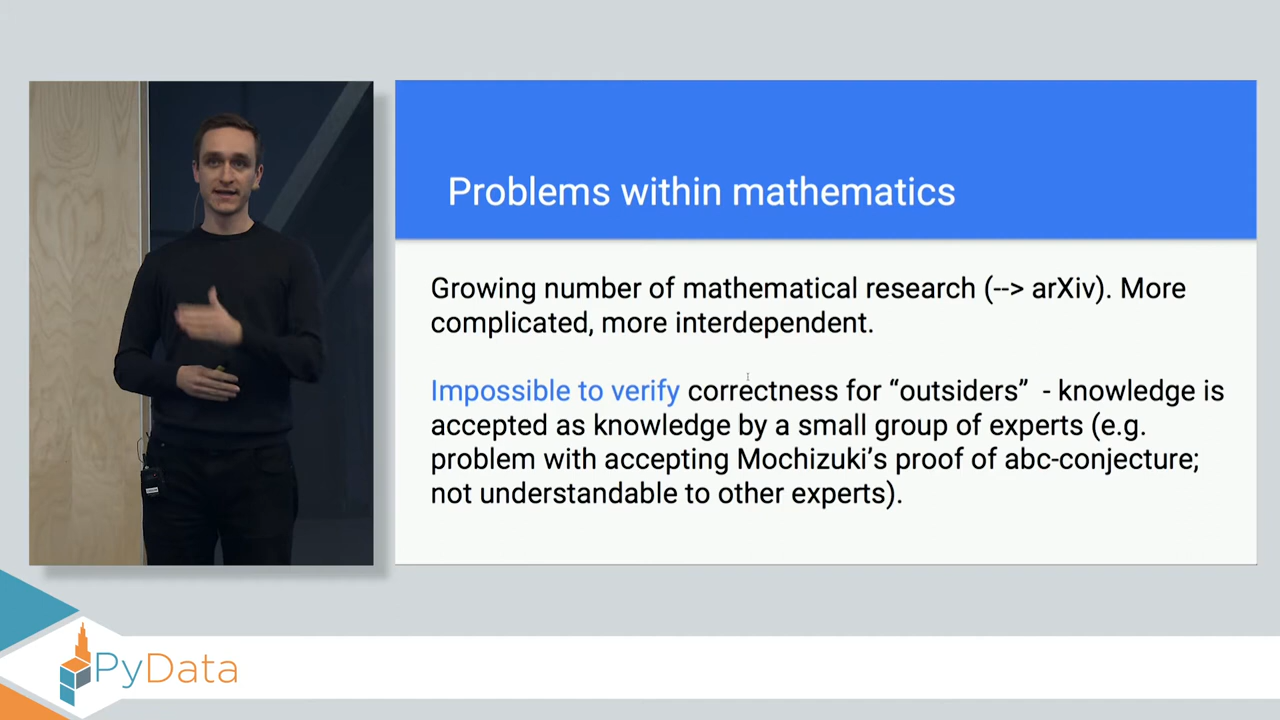 Problems within mathematics
Growing number of mathematical research (--> arXiv). More
complicated, more interdependent.
Impossible to verify correctness for “outsiders”  - knowledge is
accepted as knowledge by a small group of experts (e.g.
problem with accepting Mochizuki’s proof of abc-conjecture;
not understandable to other experts).
PyData